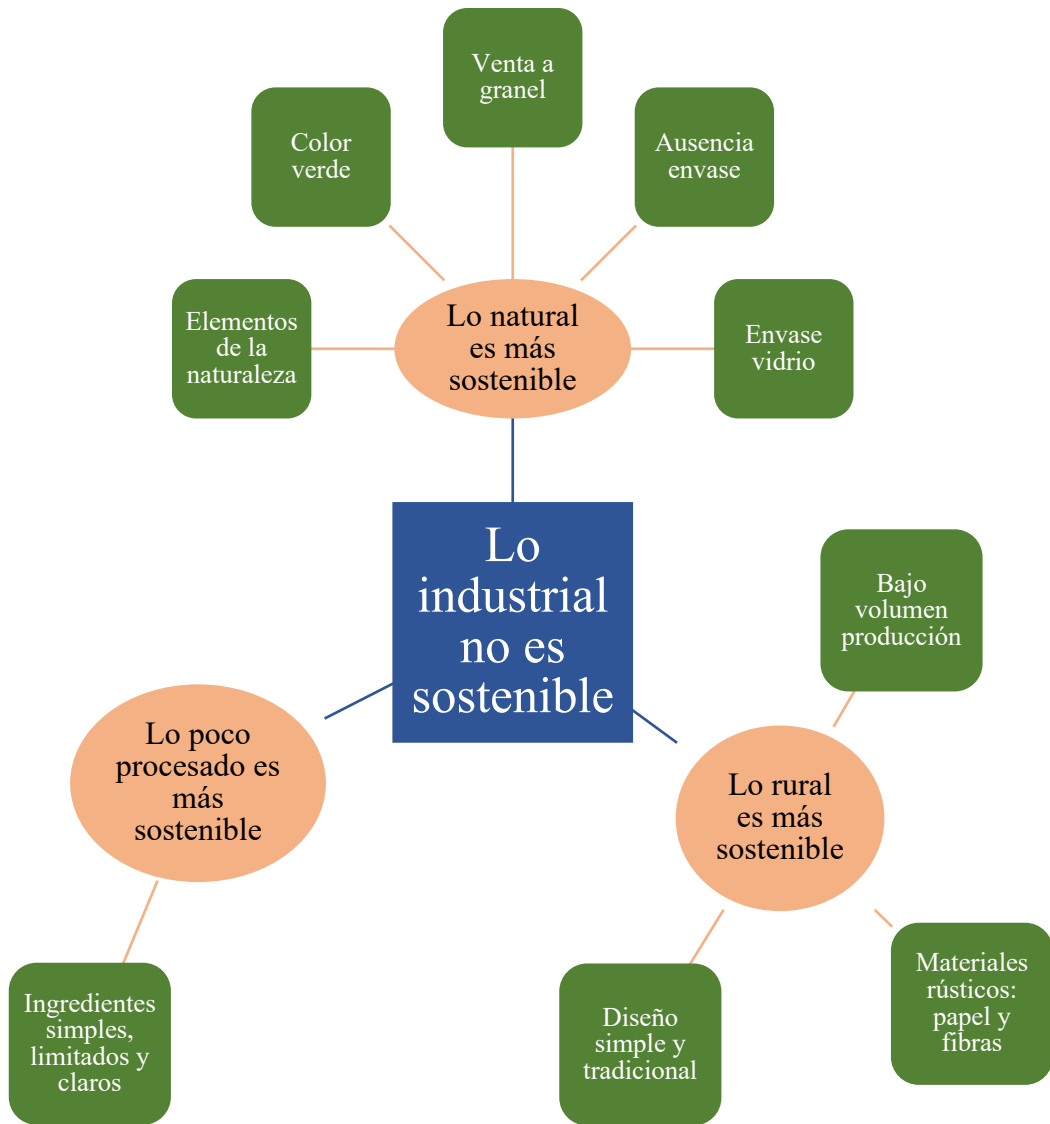 Venta a
granel
Color
verde
Ausencia
envase
Elementos
de la
naturaleza
Lo natural
es más
sostenible
Envase
vidrio
Lo
industrial
no es
sostenible
Bajo
volumen
producción
Lo poco
procesado es
más
sostenible
Lo rural
es más
sostenible
Ingredientes
simples,
limitados y
claros
Diseño
simple y
tradicional
Materiales
rústicos:
papel y
fibras